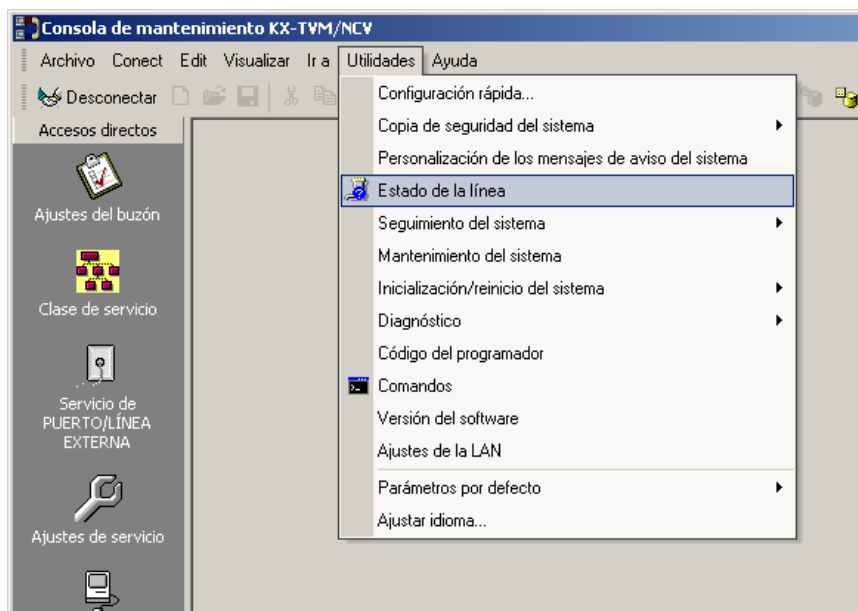 Consola de mantenimiento KX-TVM/NCV
Archivo Conect Edit Visualizar Ir a Utilidades Ayuda
Desconectar
Accesos directos
Ajustes del buzón
Clase de servicio
Servicio de
PUERTO/LÍNEA
EXTERNA
Ajustes de servicio
Configuración rápida...
Copia de seguridad del sistema
Personalización de los mensajes de aviso del sistema
Estado de la línea
Seguimiento del sistema
Mantenimiento del sistema
Inicialización/reinicio del sistema
Diagnóstico
Código del programador
Comandos
Versión del software
Ajustes de la LAN
Parámetros por defecto
Ajustar idioma...